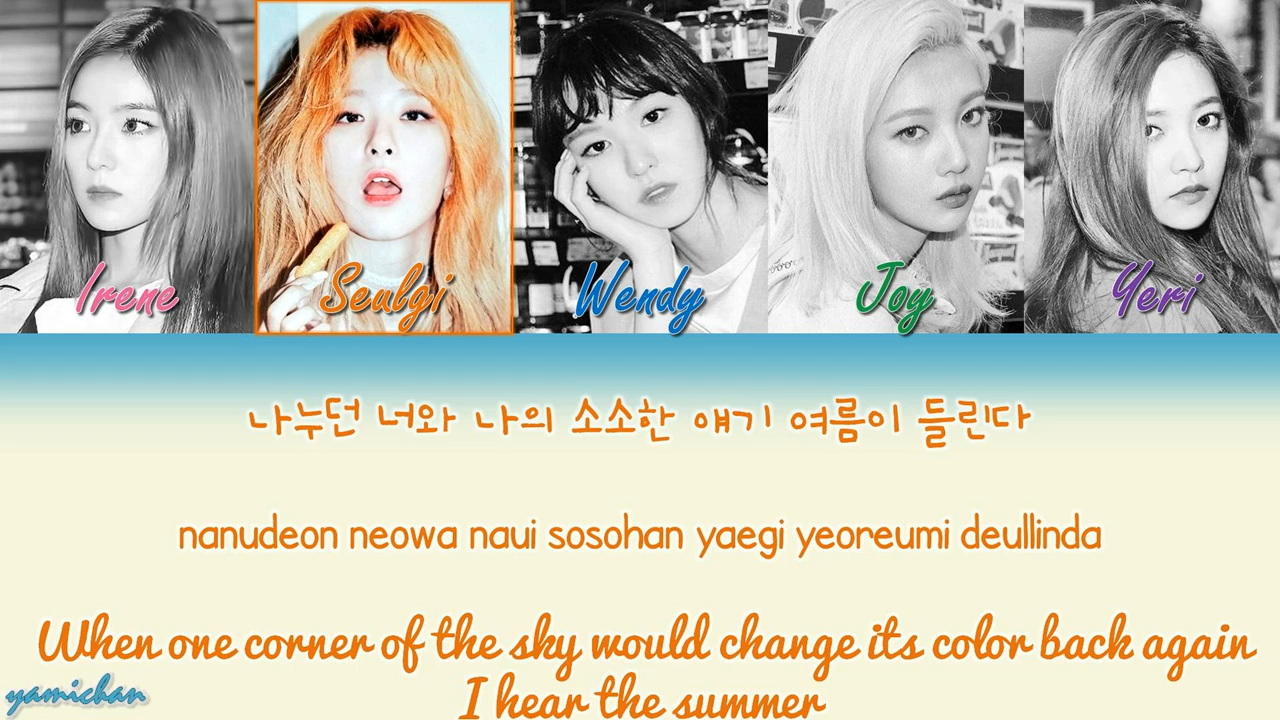 Irene
Seulgi
Wendy
Joy
Yeri
나누던 너와 나의 소소한 얘기 여름이 들린다
nanudeon neowa naui sosohan yaegi yeoreumi deullinda
When one corner of the sky would change its color back again
I hear the summer
yamichan